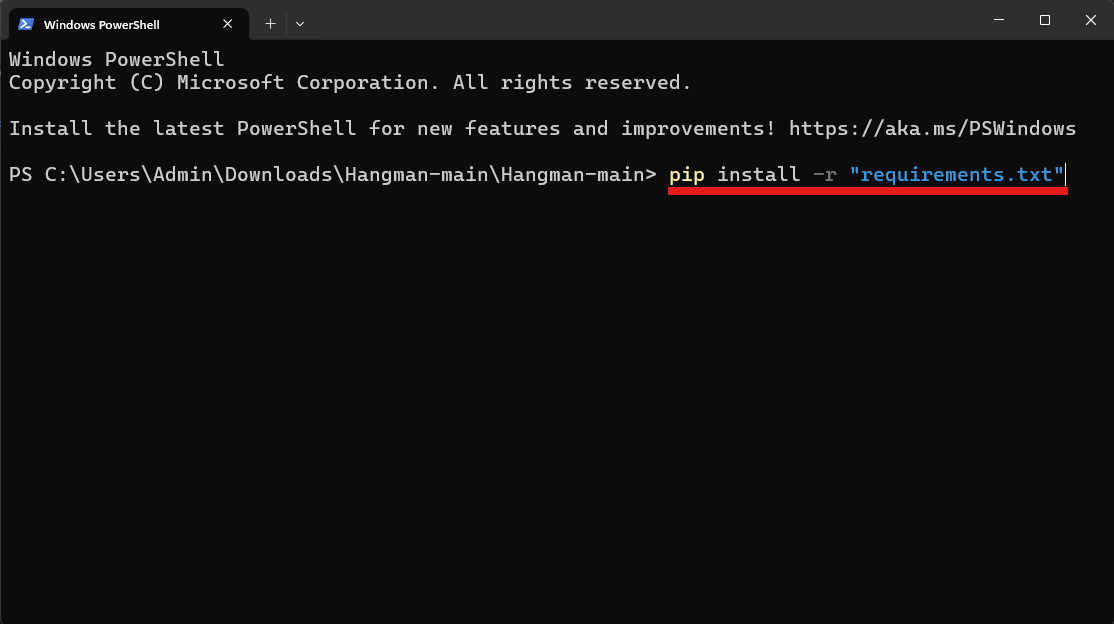 Windows PowerShell
Windows PowerShell
Copyright (C) Microsoft Corporation. All rights reserved.
Install the latest PowerShell for new features and improvements! https://aka.ms/PSWindows
PS C:\Users\Admin\Downloads\Hangman-main\Hangman-main> pip install -r "requirements.txt"